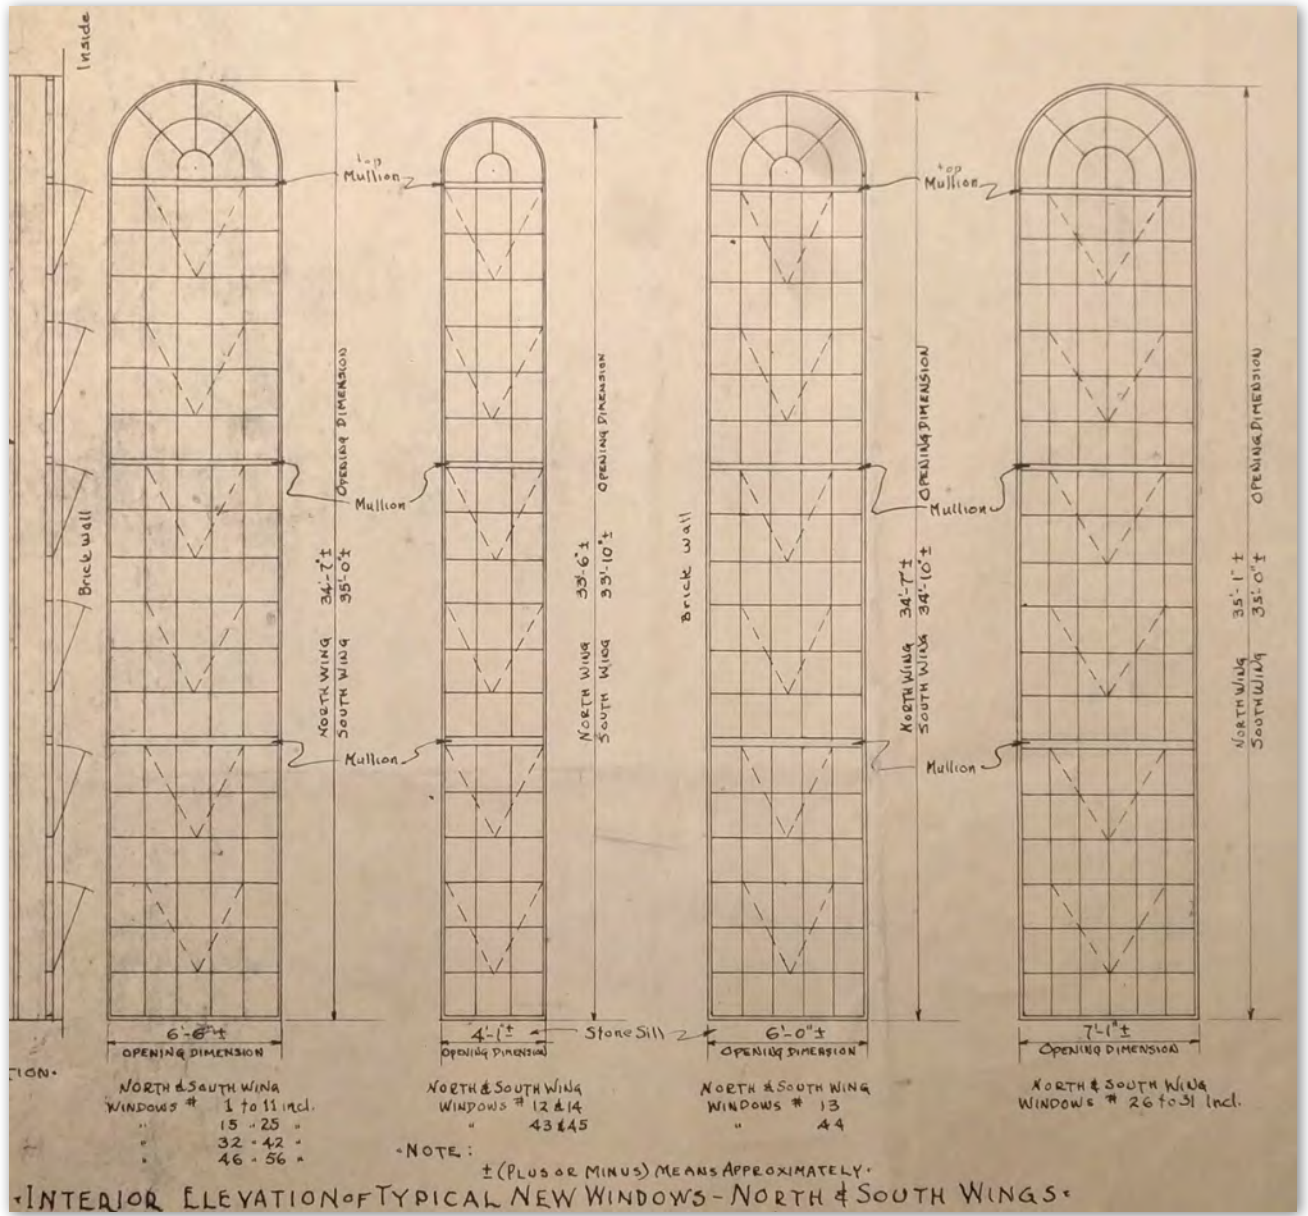 Inside
top
Mullion
top
Mullion
OPENING DIMENSION
OPENING DIMENSION
OPENING DIMENSION
OPENING DIMENSION
Mullion
Mullion
Brick Wall
Brick Wall
NORTH WING 34'-7"±
SOUTH WING 35'-0"±
NORTH WING 33'-6"±
SOUTH WING 33'-10"±
NORTH WING 34'-7"±
SOUTH WING 34'-10"±
NORTH WING 35'-1"±
SOUTH WING 35'-0"±
Mullion
Mullion
4'-1"± Stone Sill 6'-0"± 7'-1"±
OPENING DIMENSION OPENING DIMENSION OPENING DIMENSION OPENING DIMENSION
TION.
NORTH & SOUTH WING
WINDOWS # 1 to 11 incl.
" 15 " 25 "
" 32 " 42 "
" 46 " 56 "
NORTH & SOUTH WING
WINDOWS # 12 & 14
" 43 & 45
NORTH & SOUTH WING
WINDOWS # 13
" 44
NORTH & SOUTH WING
WINDOWS # 26 to 31 Incl.
·NOTE:
± (PLUS OR MINUS) MEANS APPROXIMATELY.
·INTERIOR ELEVATION OF TYPICAL NEW WINDOWS - NORTH & SOUTH WINGS·